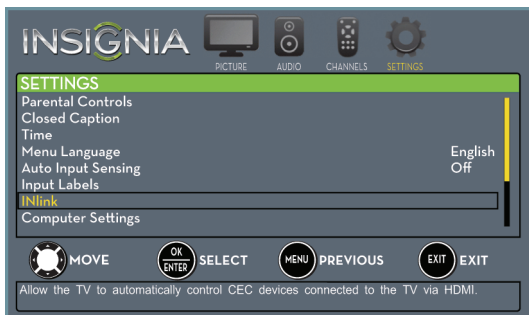 INSIGNIA
PICTURE AUDIO CHANNELS SETTINGS
SETTINGS
Parental Controls
Closed Caption
Time
Menu Language English
Auto Input Sensing Off
Input Labels
INlink
Computer Settings
MOVE OK ENTER SELECT MENU PREVIOUS EXIT EXIT
Allow the TV to automatically control CEC devices connected to the TV via HDMI.